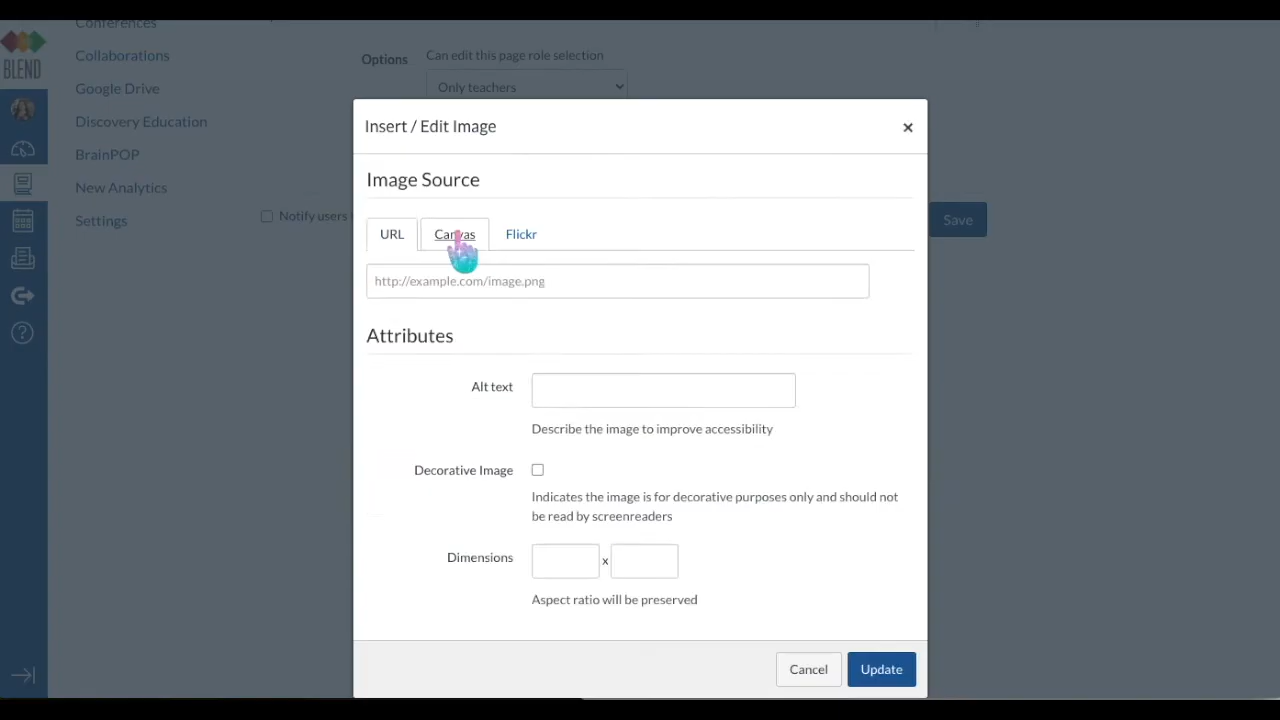 Conferences
Collaborations
Google Drive
Discovery Education
BrainPOP
New Analytics
Settings
BLEND
Options
Can edit this page role selection
Only teachers
Notify users
Save
Insert / Edit Image
×
Image Source
URL
Canvas
Flickr
http://example.com/image.png
Attributes
Alt text
Describe the image to improve accessibility
Decorative Image
Indicates the image is for decorative purposes only and should not
be read by screenreaders
Dimensions
x
Aspect ratio will be preserved
Cancel
Update